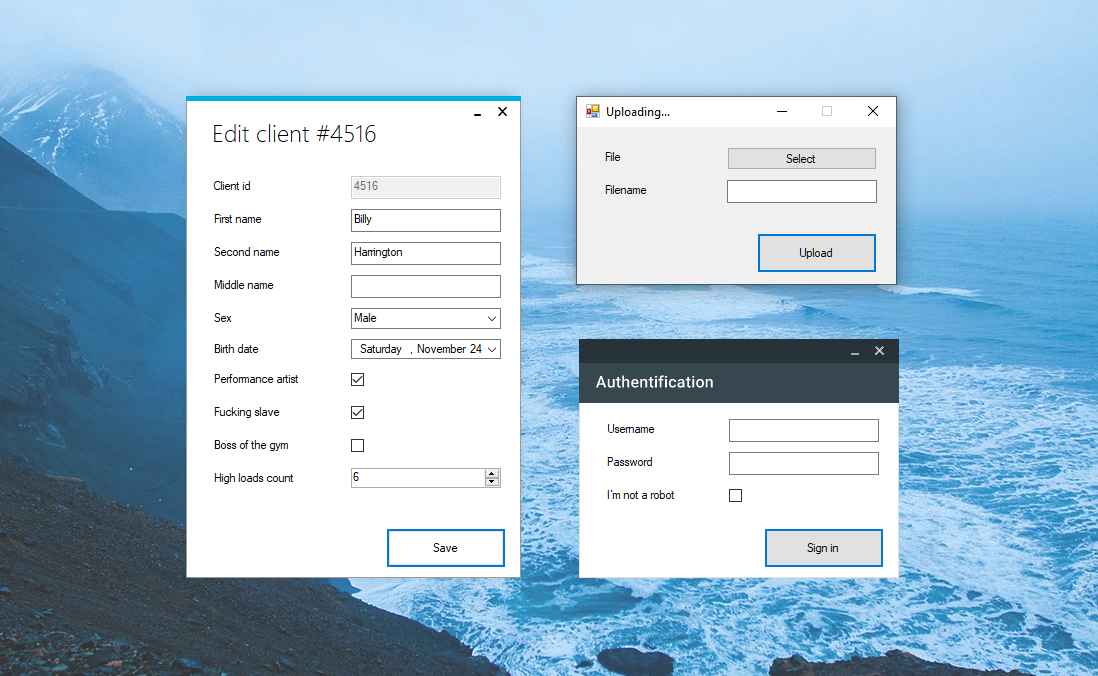 Edit client #4516
Client id 4516
First name Billy
Second name Harrington
Middle name
Sex Male
Birth date Saturday , November 24
Performance artist
Fucking slave
Boss of the gym
High loads count 6
Save
Uploading...
File Select
Filename
Upload
Authentification
Username
Password
I'm not a robot
Sign in